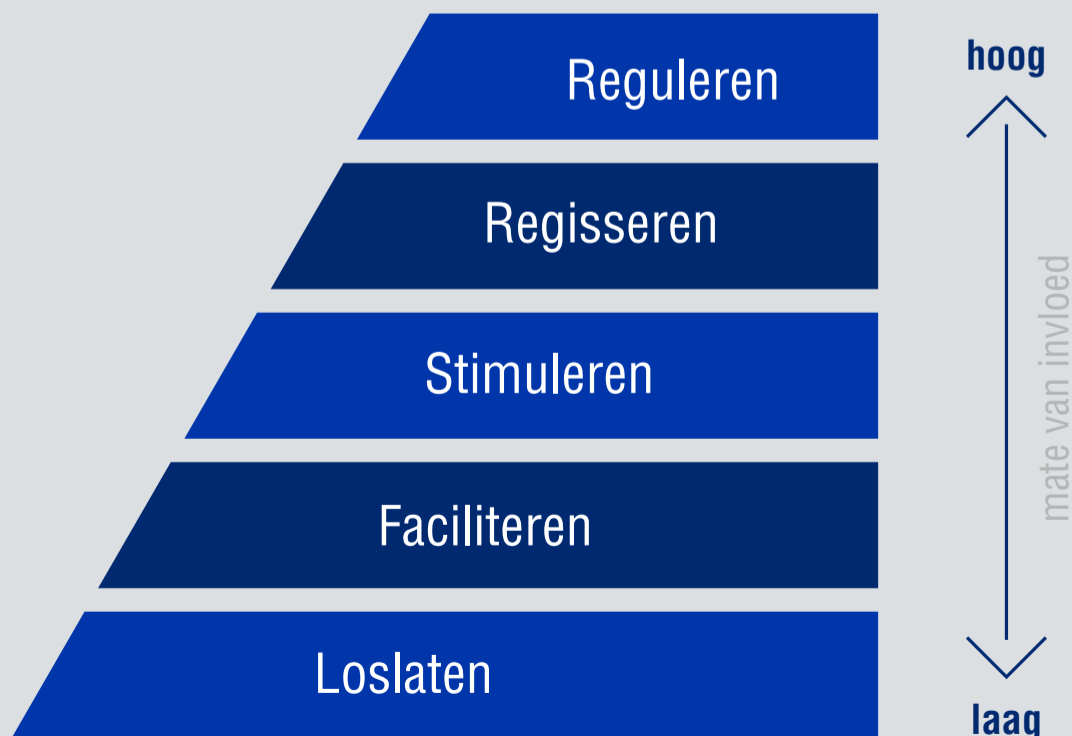 Reguleren
hoog
Regisseren
Stimuleren
mate van invloed
Faciliteren
Loslaten
laag